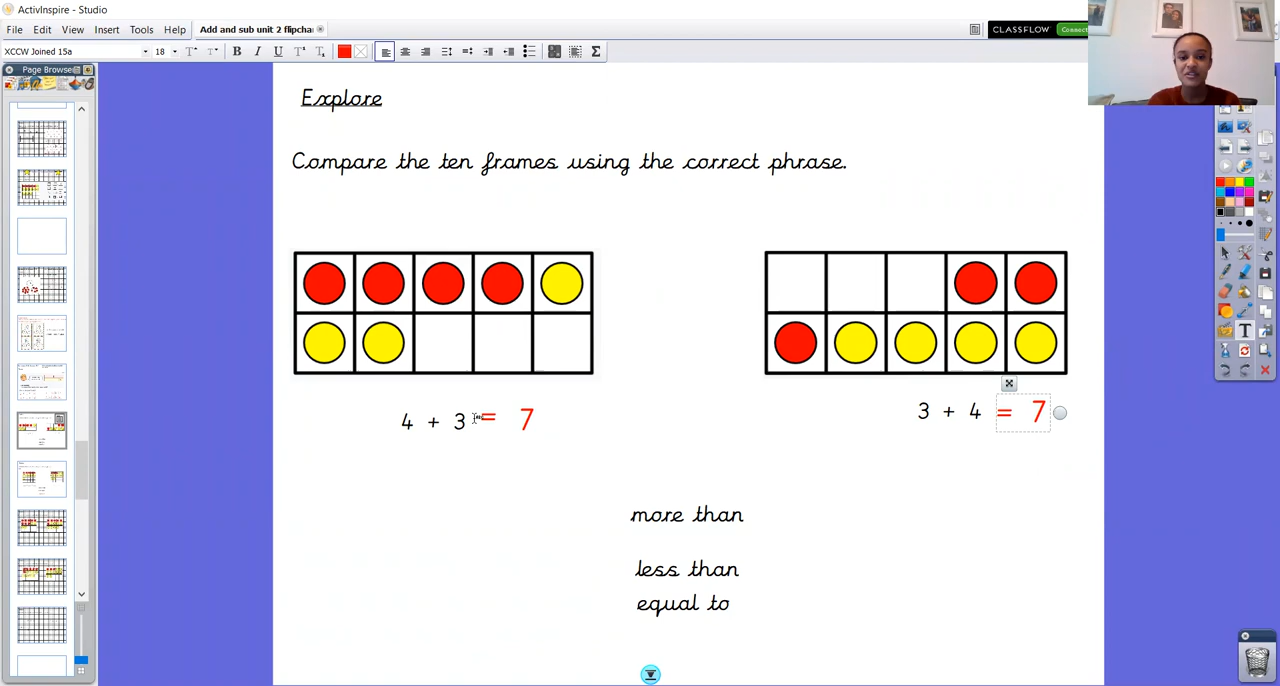 ActivInspire - Studio
File Edit View Insert Tools Help Add and sub unit 2 flipcha
CLASSFLOW Connect
XCCW Joined 15a 18 B I U
Page Browse
Explore
Compare the ten frames using the correct phrase.
4 + 3 = 7
3 + 4 = 7
more than
less than
equal to